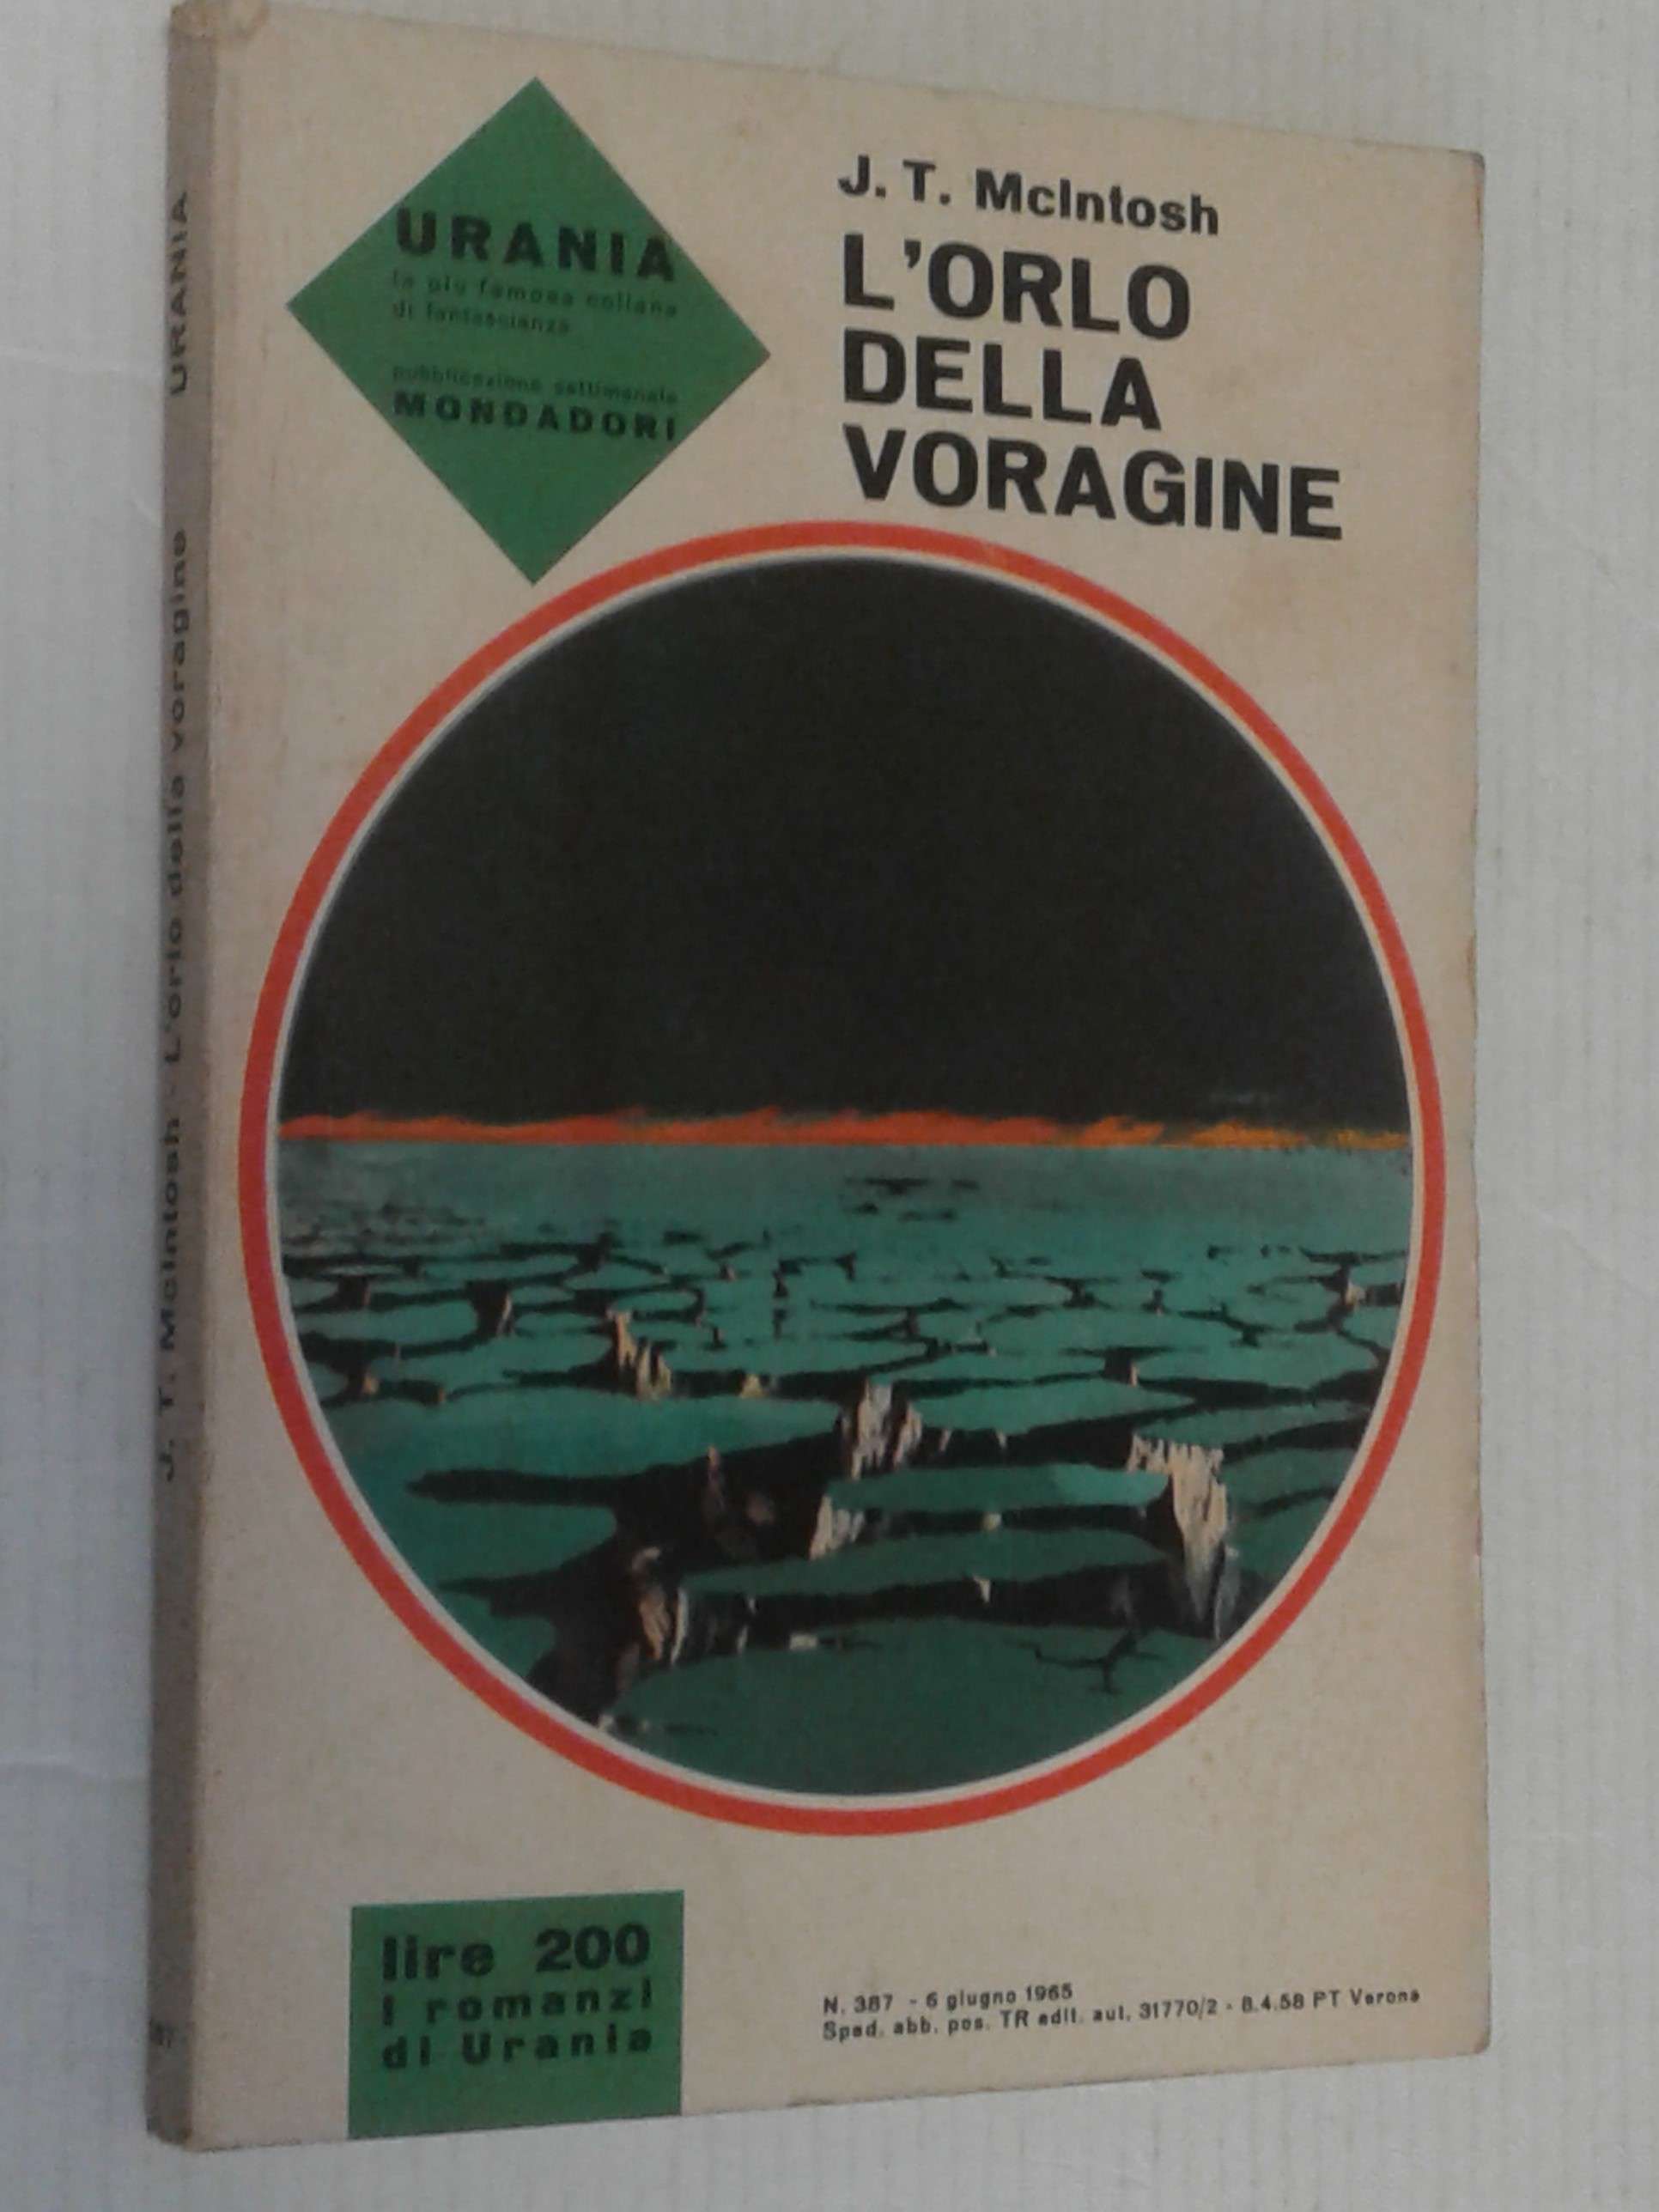 URANIA
la più famosa collana
di fantascienza
pubblicazione settimanale
MONDADORI
J. T. McIntosh
L'ORLO
DELLA
VORAGINE
lire 200
i romanzi
di Urania
N. 387 - 6 giugno 1965
Sped. abb. pos. TR edit. aut. 31770/2 - 8.4.58 PT Verona
J. T. McIntosh - L'orlo della voragine URANIA